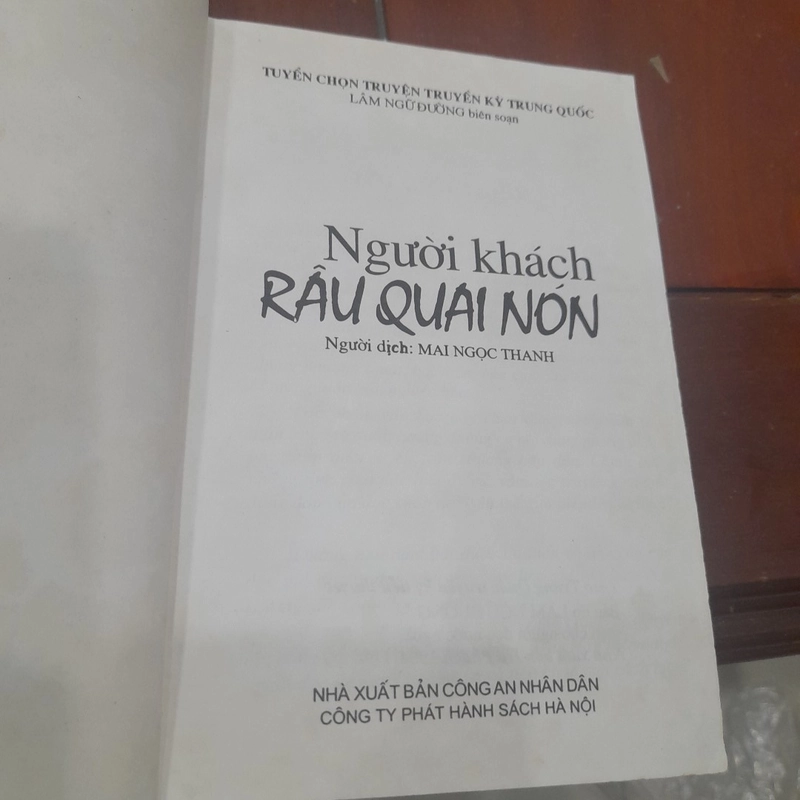 TUYỂN CHỌN TRUYỆN TRUYỀN KỲ TRUNG QUỐC
LÂM NGỮ ĐƯỜNG biên soạn
Người khách
RÂU QUAI NÓN
Người dịch: MAI NGỌC THANH
NHÀ XUẤT BẢN CÔNG AN NHÂN DÂN
CÔNG TY PHÁT HÀNH SÁCH HÀ NỘI